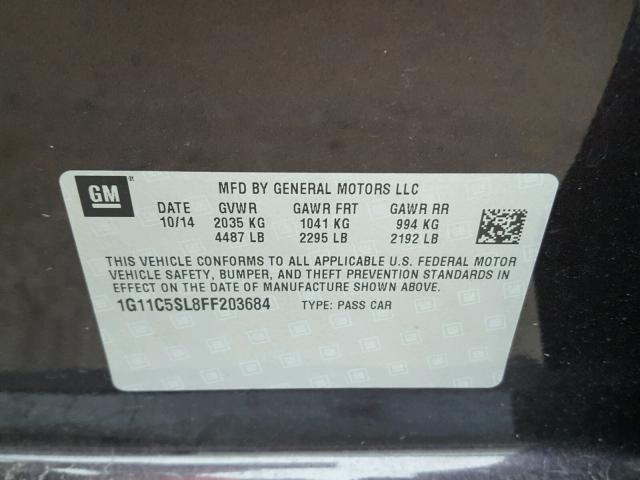 GM MFD BY GENERAL MOTORS LLC
DATE GVWR GAWR FRT GAWR RR
10/14 2035 KG 1041 KG 994 KG
4487 LB 2295 LB 2192 LB
THIS VEHICLE CONFORMS TO ALL APPLICABLE U.S. FEDERAL MOTOR
VEHICLE SAFETY, BUMPER, AND THEFT PREVENTION STANDARDS IN
EFFECT ON THE DATE OF MANUFACTURE SHOWN ABOVE.
1G11C5SL8FF203684 TYPE: PASS CAR